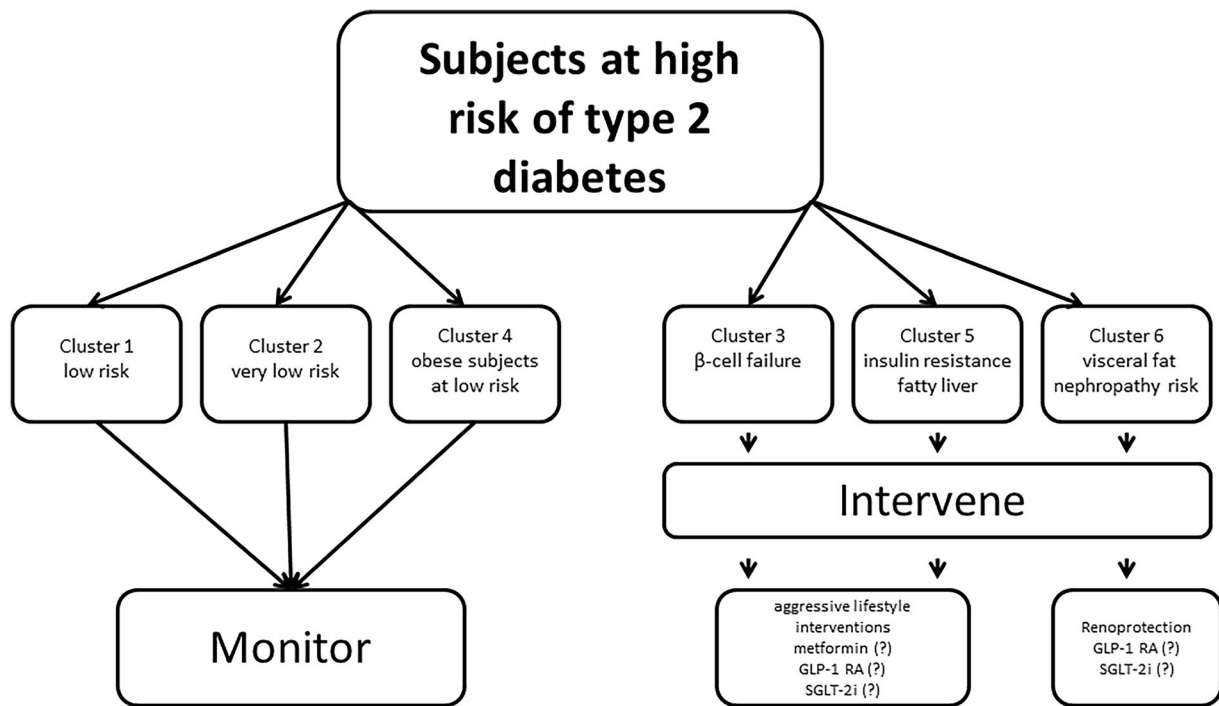 Subjects at high
risk of type 2
diabetes
Cluster 1
low risk
Cluster 2
very low risk
Cluster 4
obese subjects
at low risk
Cluster 3
β-cell failure
Cluster 5
insulin resistance
fatty liver
Cluster 6
visceral fat
nephropathy risk
Intervene
Monitor
aggressive lifestyle
interventions
metformin (?)
GLP-1 RA (?)
SGLT-2i (?)
Renoprotection
GLP-1 RA (?)
SGLT-2i (?)